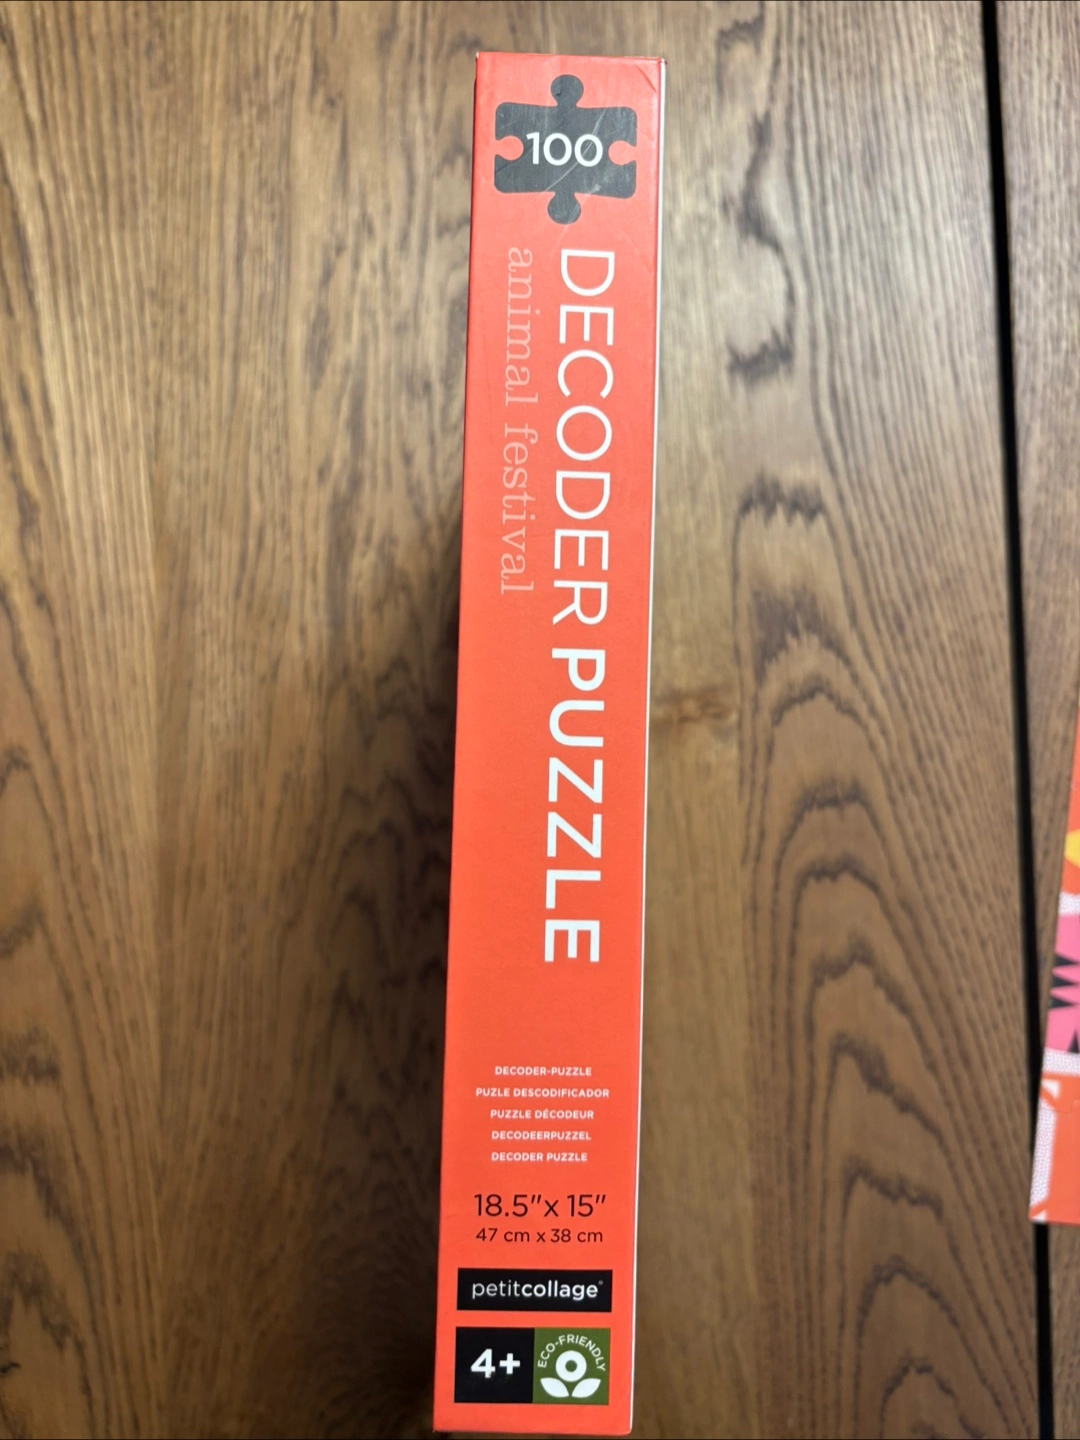 100
DECODER PUZZLE
animal festival
DECODER-PUZZLE
PUZLE DESCODIFICADOR
PUZZLE DÉCODEUR
DECODEERPUZZEL
DECODER PUZZLE
18.5"x 15"
47 cm x 38 cm
petitcollage®
4+
ECO-FRIENDLY